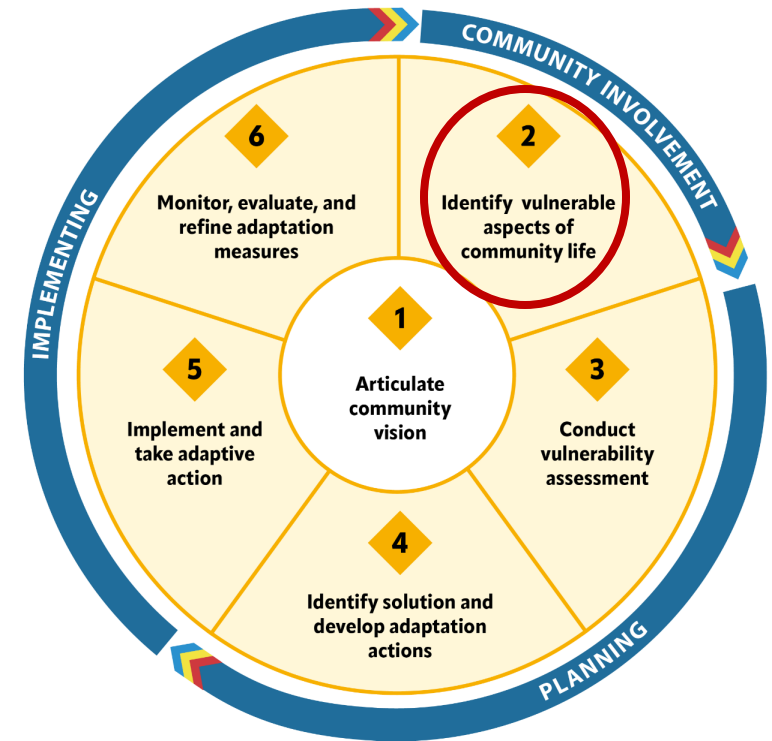 COMMUNITY INVOLVEMENT
PLANNING
IMPLEMENTING
1
Articulate
community
vision
2
Identify vulnerable
aspects of
community life
3
Conduct
vulnerability
assessment
4
Identify solution and
develop adaptation
actions
5
Implement and
take adaptive
action
6
Monitor, evaluate, and
refine adaptation
measures